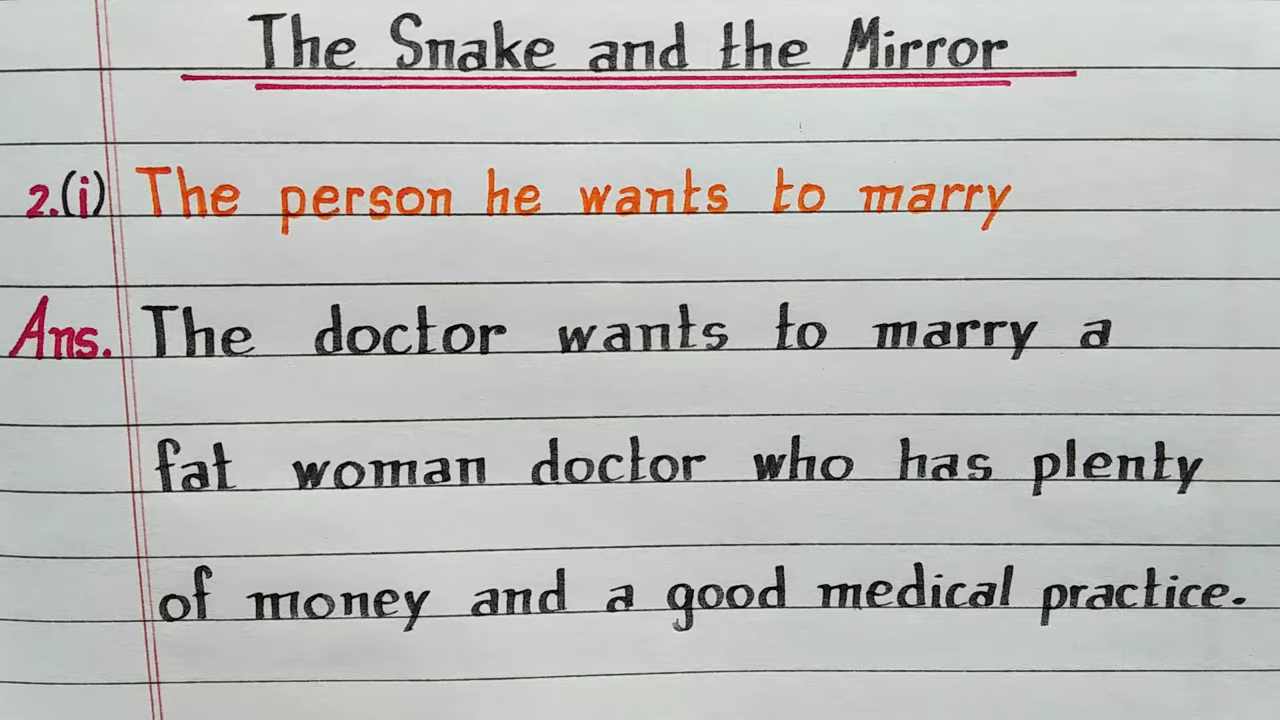 The Snake and the Mirror
2.(i) The person he wants to marry
Ans. The doctor wants to marry a
fat woman doctor who has plenty
of money and a good medical practice.